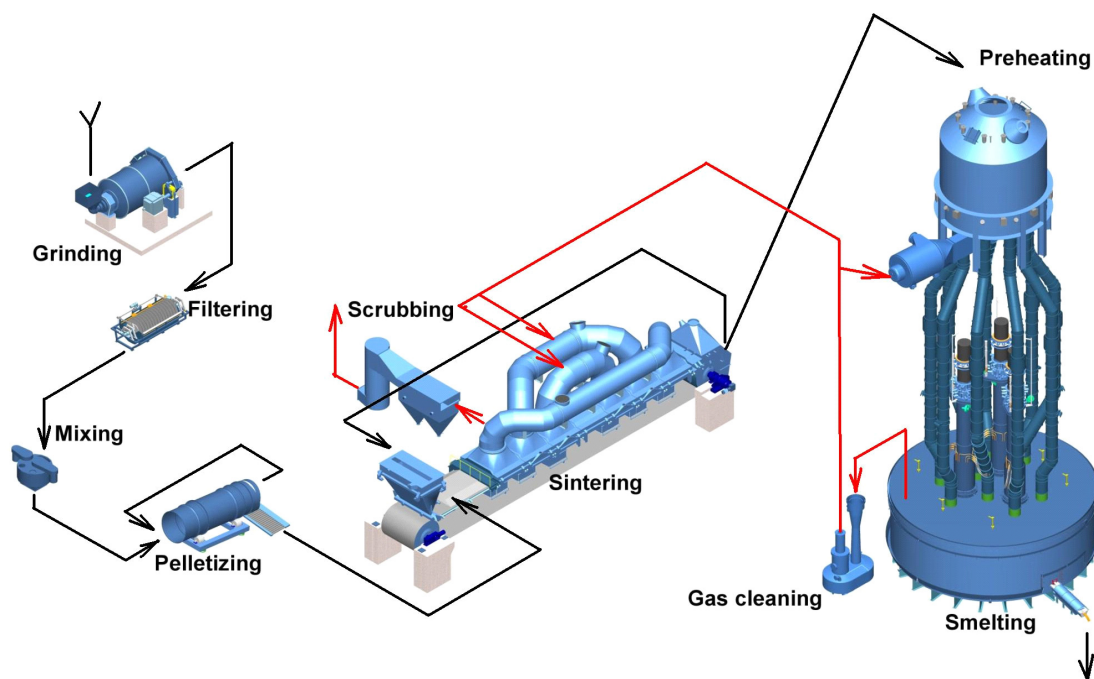 Preheating
Grinding
Filtering
Scrubbing
Mixing
Sintering
Pelletizing
Gas cleaning
Smelting